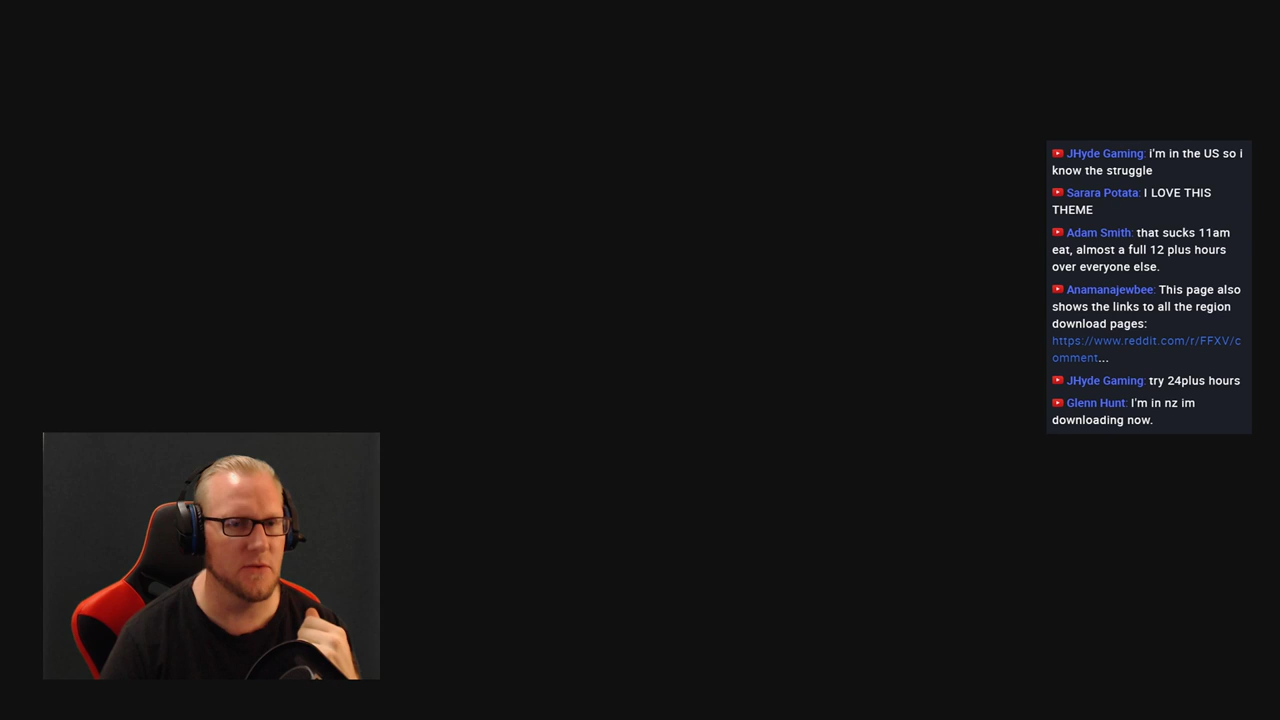 JHyde Gaming: i'm in the US so i
know the struggle
Sarara Potata: I LOVE THIS
THEME
Adam Smith: that sucks 11am
eat, almost a full 12 plus hours
over everyone else.
Anamanajewbee: This page also
shows the links to all the region
download pages:
https://www.reddit.com/r/FFXV/c
omment...
JHyde Gaming: try 24plus hours
Glenn Hunt: I'm in nz im
downloading now.